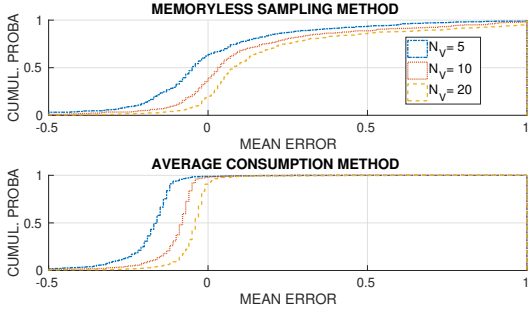 MEMORYLESS SAMPLING METHOD
CUMUL. PROBA
1
0.5
0
N_V = 5
N_V = 10
N_V = 20
-0.5 0 0.5 1
MEAN ERROR
AVERAGE CONSUMPTION METHOD
CUMUL. PROBA
1
0.5
0
-0.5 0 0.5 1
MEAN ERROR